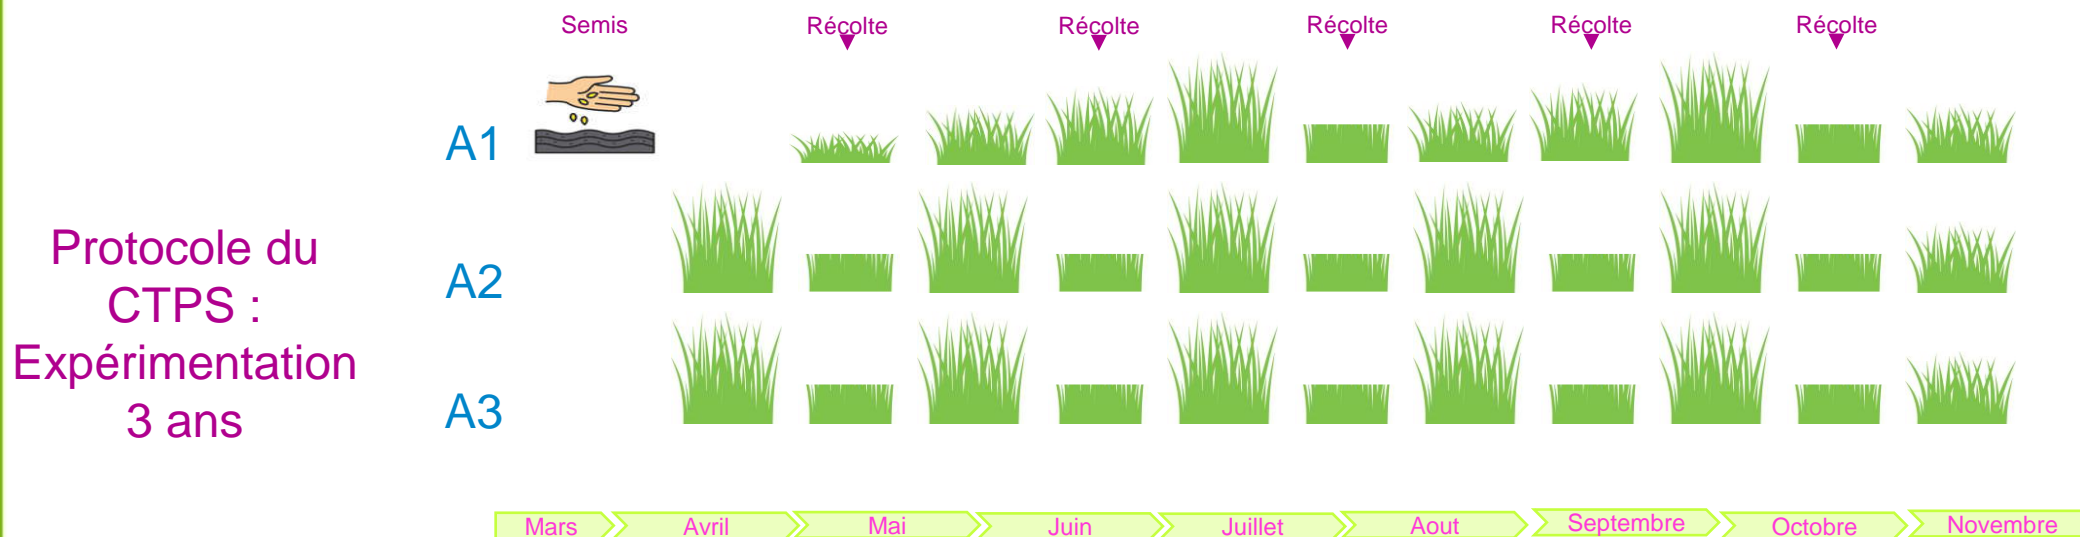 Semis
Récolte
Récolte
Récolte
Récolte
Récolte
A1
A2
A3
Protocole du
CTPS :
Expérimentation
3 ans
Mars
Avril
Mai
Juin
Juillet
Aout
Septembre
Octobre
Novembre